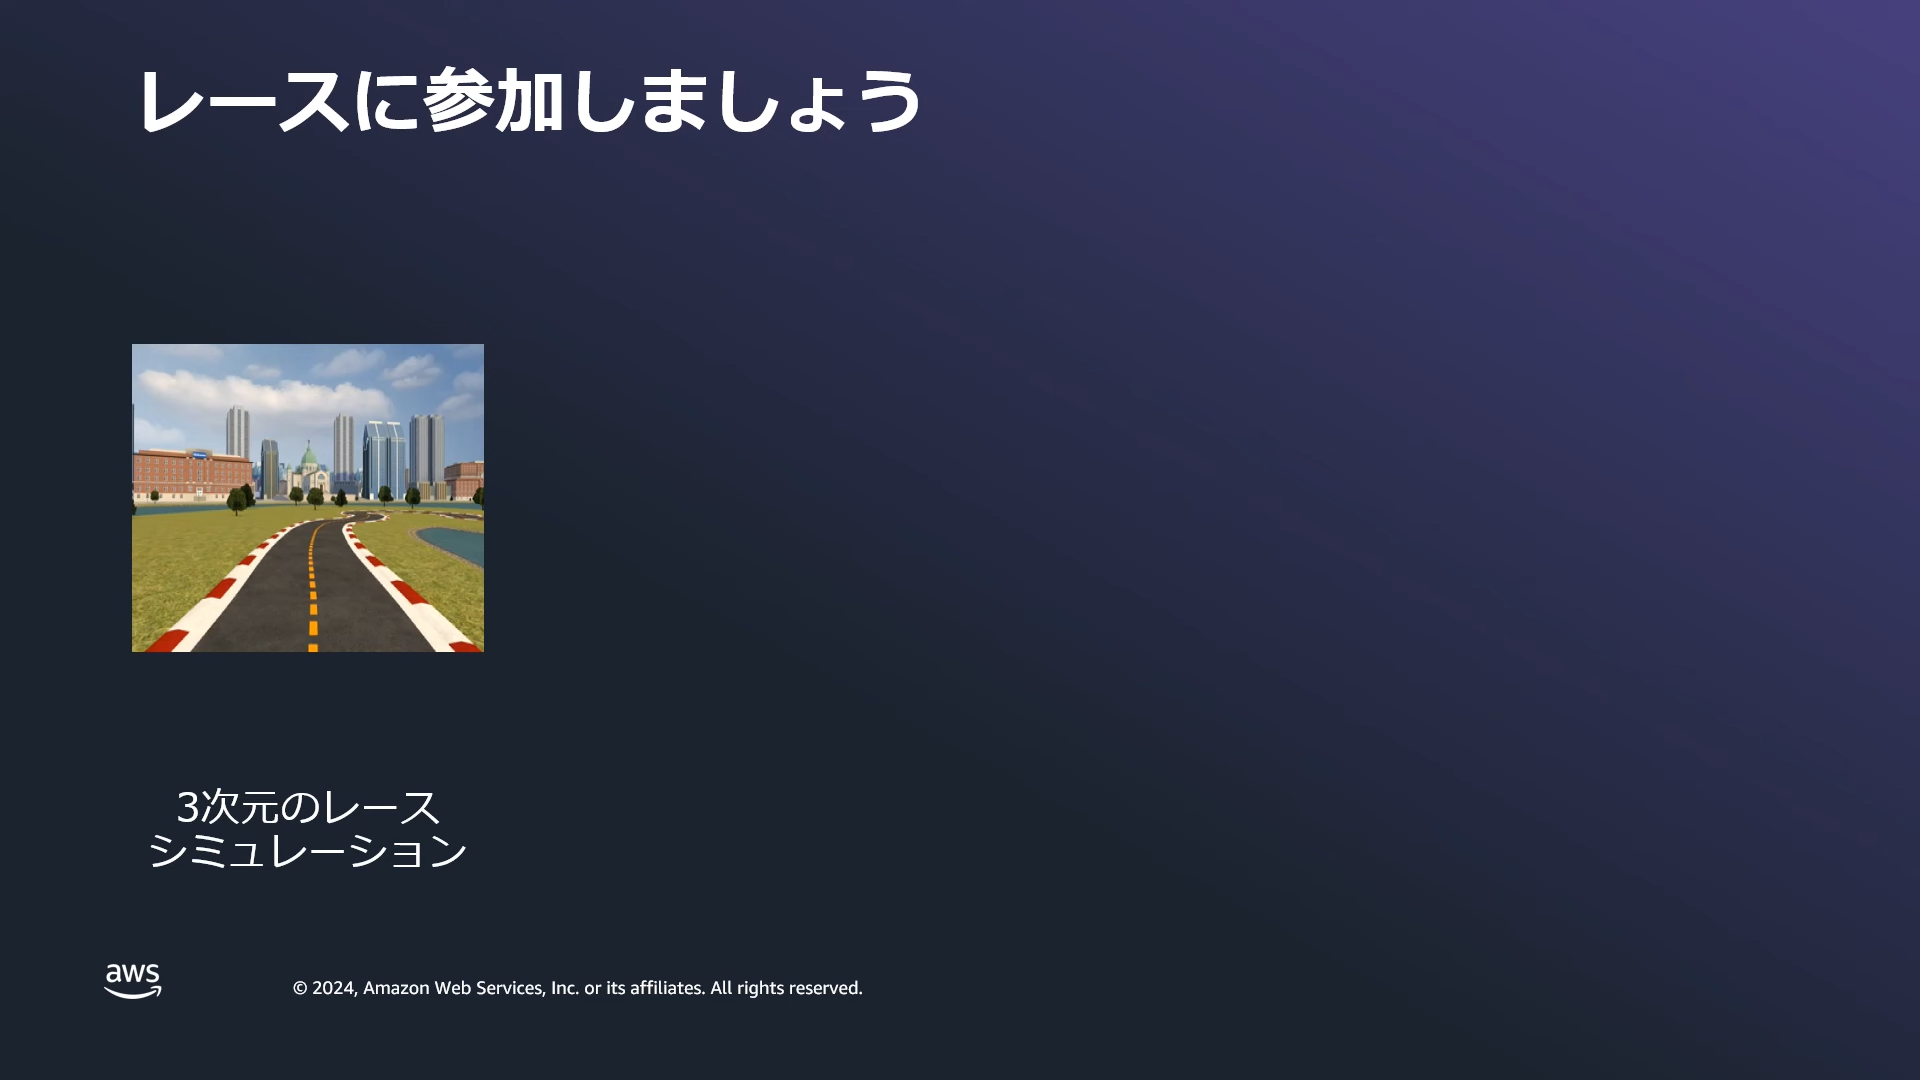 レースに参加しましょう
3次元のレース
シミュレーション
aws
© 2024, Amazon Web Services, Inc. or its affiliates. All rights reserved.